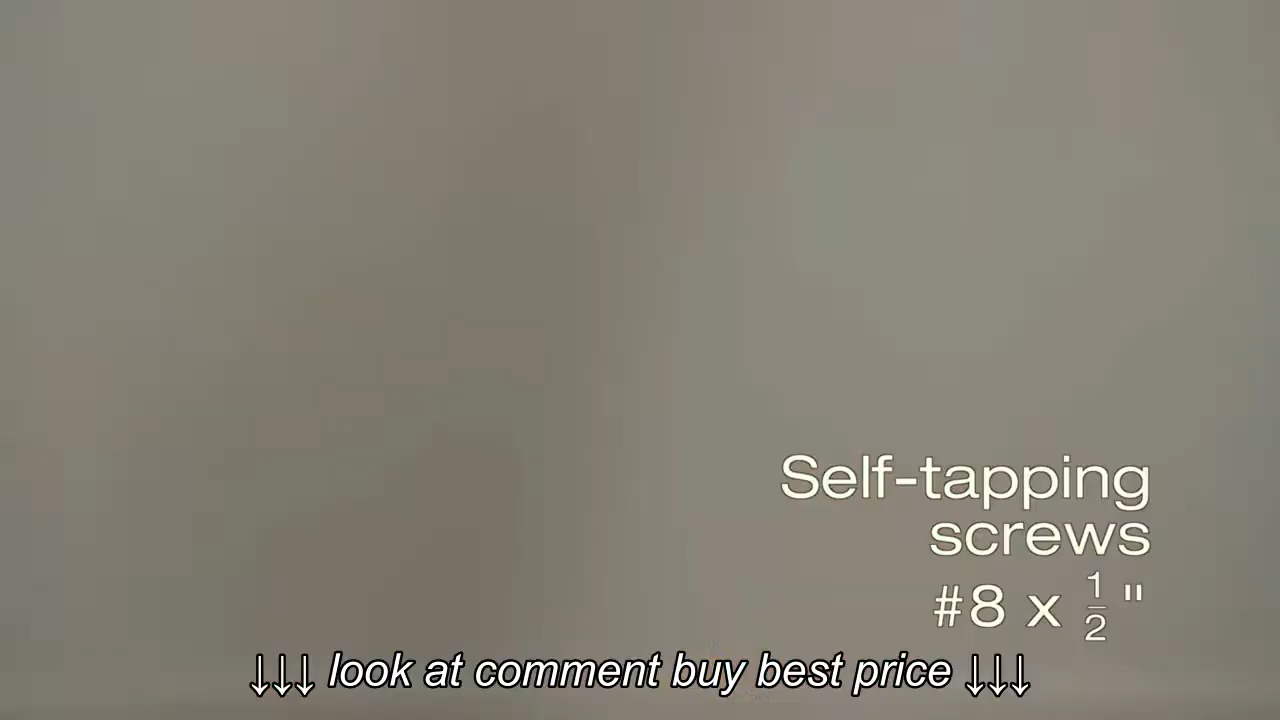 Self-tapping
screws
#8 x 1/2"
↓↓↓ look at comment buy best price ↓↓↓